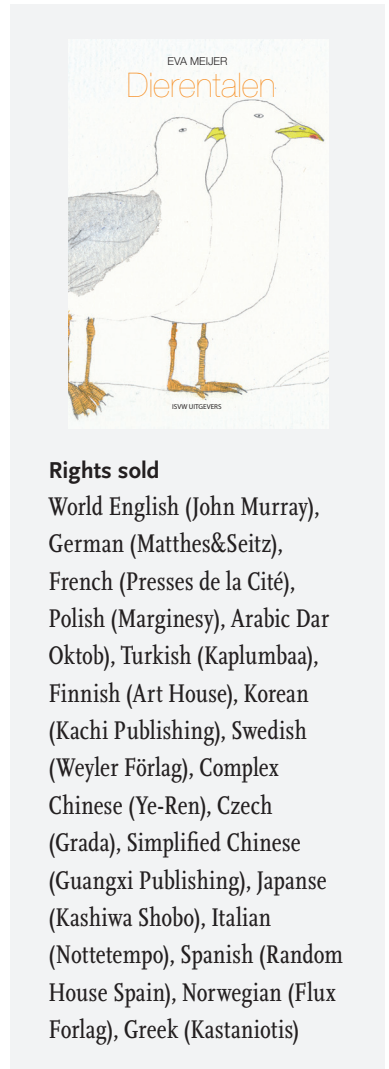 EVA MEIJER
Dierentalen
ISVW UITGEVERS
Rights sold
World English (John Murray),
German (Matthes&Seitz),
French (Presses de la Cité),
Polish (Marginesy), Arabic Dar
Oktob), Turkish (Kaplumbaa),
Finnish (Art House), Korean
(Kachi Publishing), Swedish
(Weyler Förlag), Complex
Chinese (Ye-Ren), Czech
(Grada), Simplified Chinese
(Guangxi Publishing), Japanse
(Kashiwa Shobo), Italian
(Nottetempo), Spanish (Random
House Spain), Norwegian (Flux
Forlag), Greek (Kastaniotis)